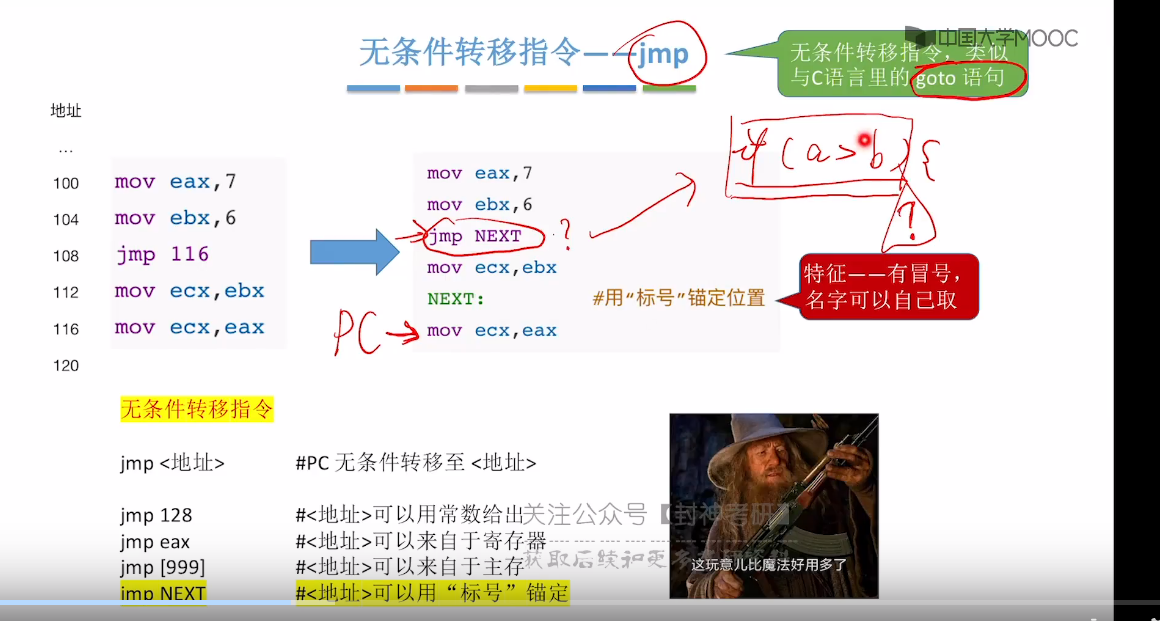 中国大学MOOC
无条件转移指令——jmp
无条件转移指令，类似
与C语言里的 goto 语句
地址
...
100 mov eax,7
104 mov ebx,6
108 jmp 116
112 mov ecx,ebx
116 mov ecx,eax
120
mov eax,7
mov ebx,6
jmp NEXT ?
mov ecx,ebx
NEXT: #用“标号”锚定位置
PC mov ecx,eax
if (a>b) {
?
特征——有冒号，
名字可以自己取
无条件转移指令
jmp <地址> #PC 无条件转移至 <地址>
jmp 128 #<地址>可以用常数给出
jmp eax #<地址>可以来自于寄存器
jmp [999] #<地址>可以来自于主存
jmp NEXT #<地址>可以用“标号”锚定
关注公众号【封神考研】
获取后续和更多
这玩意儿比魔法好用多了